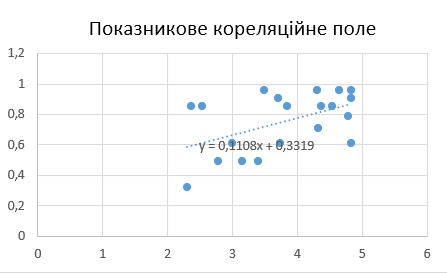 Показникове кореляційне поле
1,2
1
0,8
0,6
0,4
0,2
0
y = 0,1108x + 0,3319
0 1 2 3 4 5 6